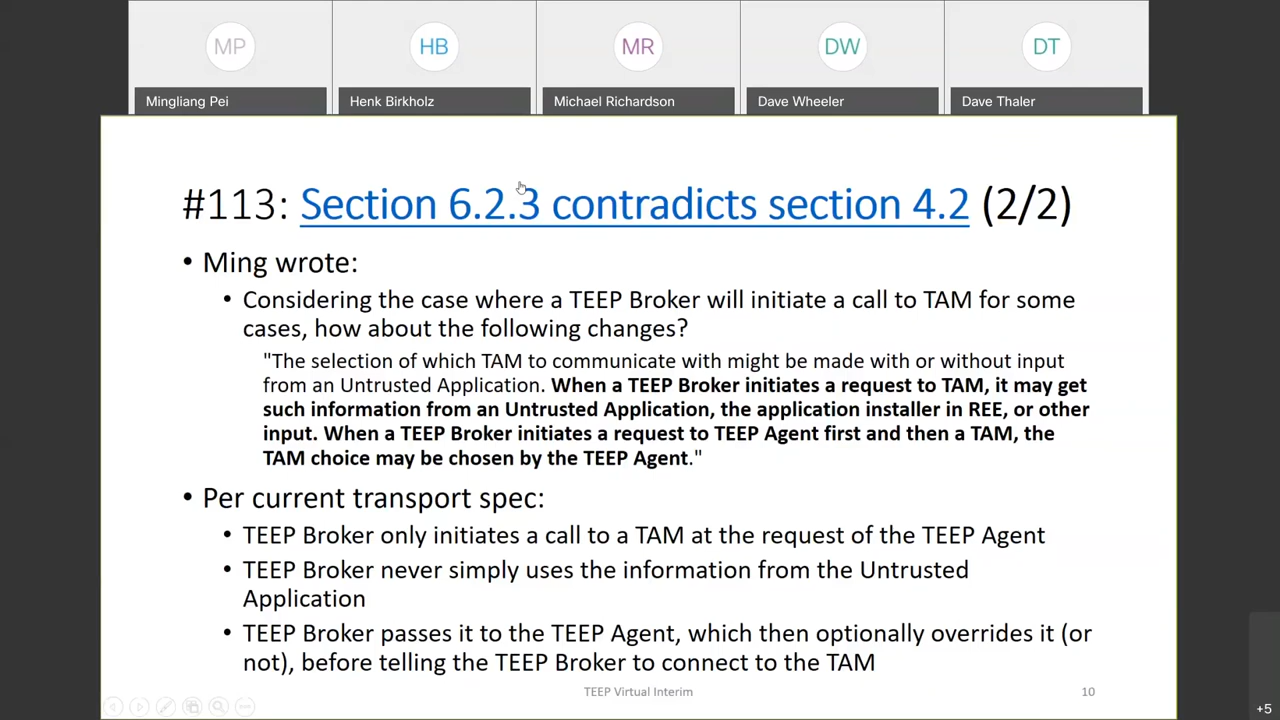 MP
HB
MR
DW
DT
Mingliang Pei
Henk Birkholz
Michael Richardson
Dave Wheeler
Dave Thaler
#113: Section 6.2.3 contradicts section 4.2 (2/2)
• Ming wrote:
• Considering the case where a TEEP Broker will initiate a call to TAM for some
cases, how about the following changes?
"The selection of which TAM to communicate with might be made with or without input
from an Untrusted Application. When a TEEP Broker initiates a request to TAM, it may get
such information from an Untrusted Application, the application installer in REE, or other
input. When a TEEP Broker initiates a request to TEEP Agent first and then a TAM, the
TAM choice may be chosen by the TEEP Agent."
• Per current transport spec:
• TEEP Broker only initiates a call to a TAM at the request of the TEEP Agent
• TEEP Broker never simply uses the information from the Untrusted
Application
• TEEP Broker passes it to the TEEP Agent, which then optionally overrides it (or
not), before telling the TEEP Broker to connect to the TAM
TEEP Virtual Interim
10
+5